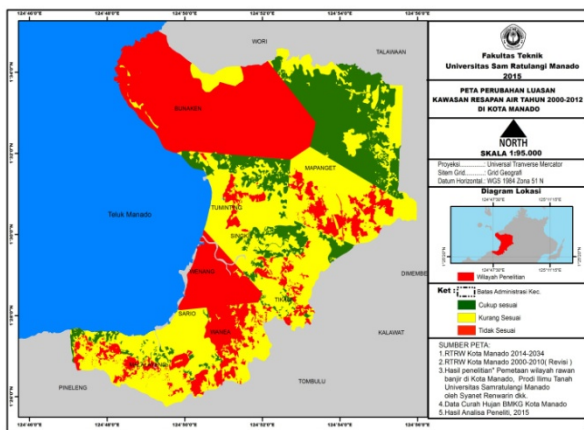 124°46'0"E 124°48'0"E 124°50'0"E 124°52'0"E 124°54'0"E 124°56'0"E
WORI
TALAWAAN
BUNAKEN
MAPANGET
Teluk Manado
TUMINTING
SINGKIL
WENANG
DIMEMBE
TIKALA
SARIO
WANEA
KALAWAT
PINELENG
TOMBULU
Fakultas Teknik
Universitas Sam Ratulangi Manado
2015
PETA PERUBAHAN LUASAN
KAWASAN RESAPAN AIR TAHUN 2000-2012
DI KOTA MANADO
NORTH
SKALA 1:95.000
Proyeksi............: Universal Tranverse Mercator
Sitem Grid..........: Grid Geografi
Datum Horizontal.: WGS 1984 Zona 51 N
Diagram Lokasi
Wilayah Penelitian
Ket :
Batas Administrasi Kec.
Cukup sesuai
Kurang Sesuai
Tidak Sesuai
SUMBER PETA:
1.RTRW Kota Manado 2014-2034
2.RTRW Kota Manado 2000-2010( Revisi )
3.Hasil penelitian" Pemetaan wilayah rawan
banjir di Kota Manado, Prodi Ilmu Tanah
Universitas Samratulangi Manado
oleh Syanet Renwarin dkk.
4.Data Curah Hujan BMKG Kota Manado
5.Hasil Analisa Peneliti, 2015